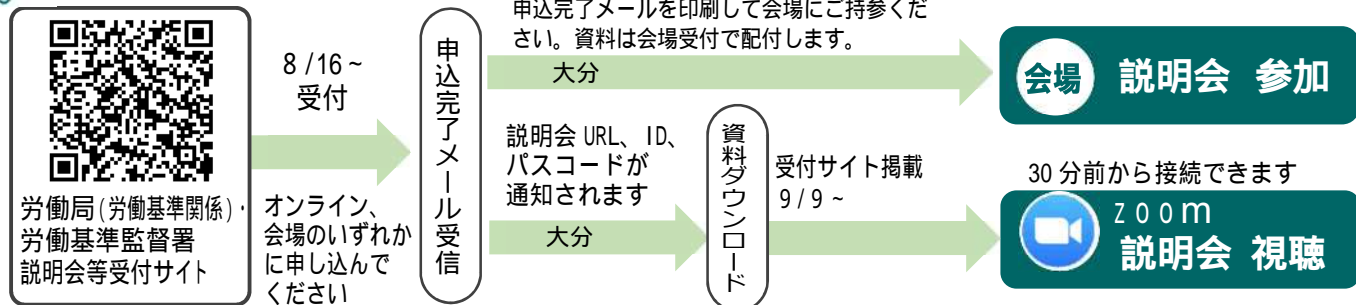 労働局(労働基準関係)・
労働基準監督署
説明会等受付サイト
8/16~
受付
オンライン、
会場のいずれか
に申し込んで
ください
申込完了メール受信
申込完了メールを印刷して会場にご持参くだ
さい。資料は会場受付で配付します。
大分
会場 説明会 参加
説明会 URL、ID、
パスコードが
通知されます
大分
資料ダウンロード
受付サイト掲載
9/9~
30分前から接続できます
zoom
説明会 視聴